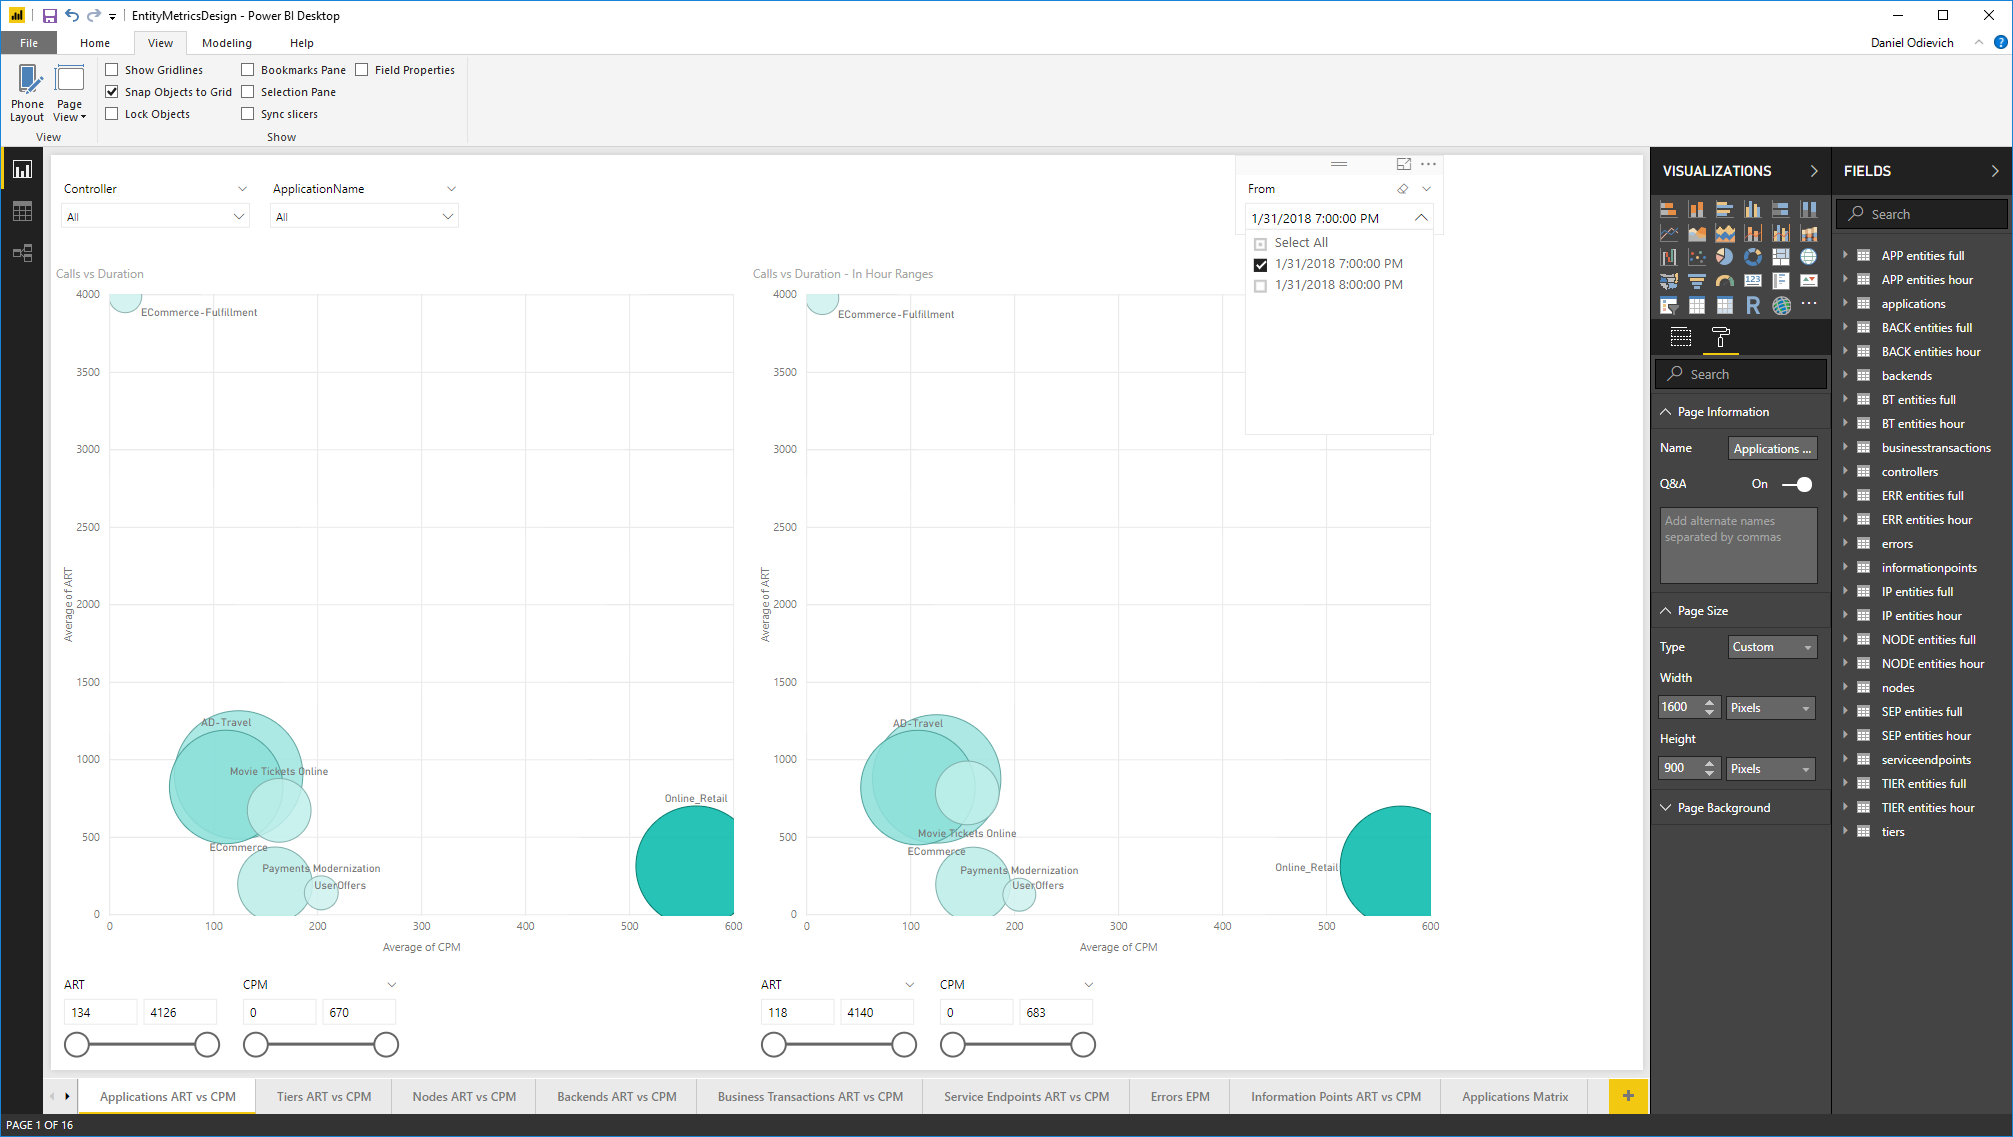 EntityMetricsDesign - Power BI Desktop
File Home View Modeling Help
Daniel Odievich
?
Show Gridlines
Bookmarks Pane
Field Properties
Snap Objects to Grid
Selection Pane
Lock Objects
Sync slicers
Phone Layout
Page View
View
Show
Controller
All
ApplicationName
All
From
1/31/2018 7:00:00 PM
Select All
1/31/2018 7:00:00 PM
1/31/2018 8:00:00 PM
Calls vs Duration
4000
3500
3000
2500
2000
1500
1000
500
0
Average of ART
ECommerce-Fulfillment
AD-Travel
Movie Tickets Online
Online_Retail
ECommerce
Payments Modernization
UserOffers
0 100 200 300 400 500 600
Average of CPM
Calls vs Duration - In Hour Ranges
4000
3500
3000
2500
2000
1500
1000
500
0
Average of ART
ECommerce-Fulfillment
AD-Travel
Movie Tickets Online
ECommerce
Online_Retail
Payments Modernization
UserOffers
0 100 200 300 400 500 600
Average of CPM
ART
134 4126
CPM
0 670
ART
118 4140
CPM
0 683
VISUALIZATIONS
123
R
Search
Page Information
Name Applications ...
Q&A On
Add alternate names
separated by commas
Page Size
Type Custom
Width
1600 Pixels
Height
900 Pixels
Page Background
FIELDS
Search
APP entities full
APP entities hour
applications
BACK entities full
BACK entities hour
backends
BT entities full
BT entities hour
businesstransactions
controllers
ERR entities full
ERR entities hour
errors
informationpoints
IP entities full
IP entities hour
NODE entities full
NODE entities hour
nodes
SEP entities full
SEP entities hour
serviceendpoints
TIER entities full
TIER entities hour
tiers
Applications ART vs CPM
Tiers ART vs CPM
Nodes ART vs CPM
Backends ART vs CPM
Business Transactions ART vs CPM
Service Endpoints ART vs CPM
Errors EPM
Information Points ART vs CPM
Applications Matrix
+
PAGE 1 OF 16